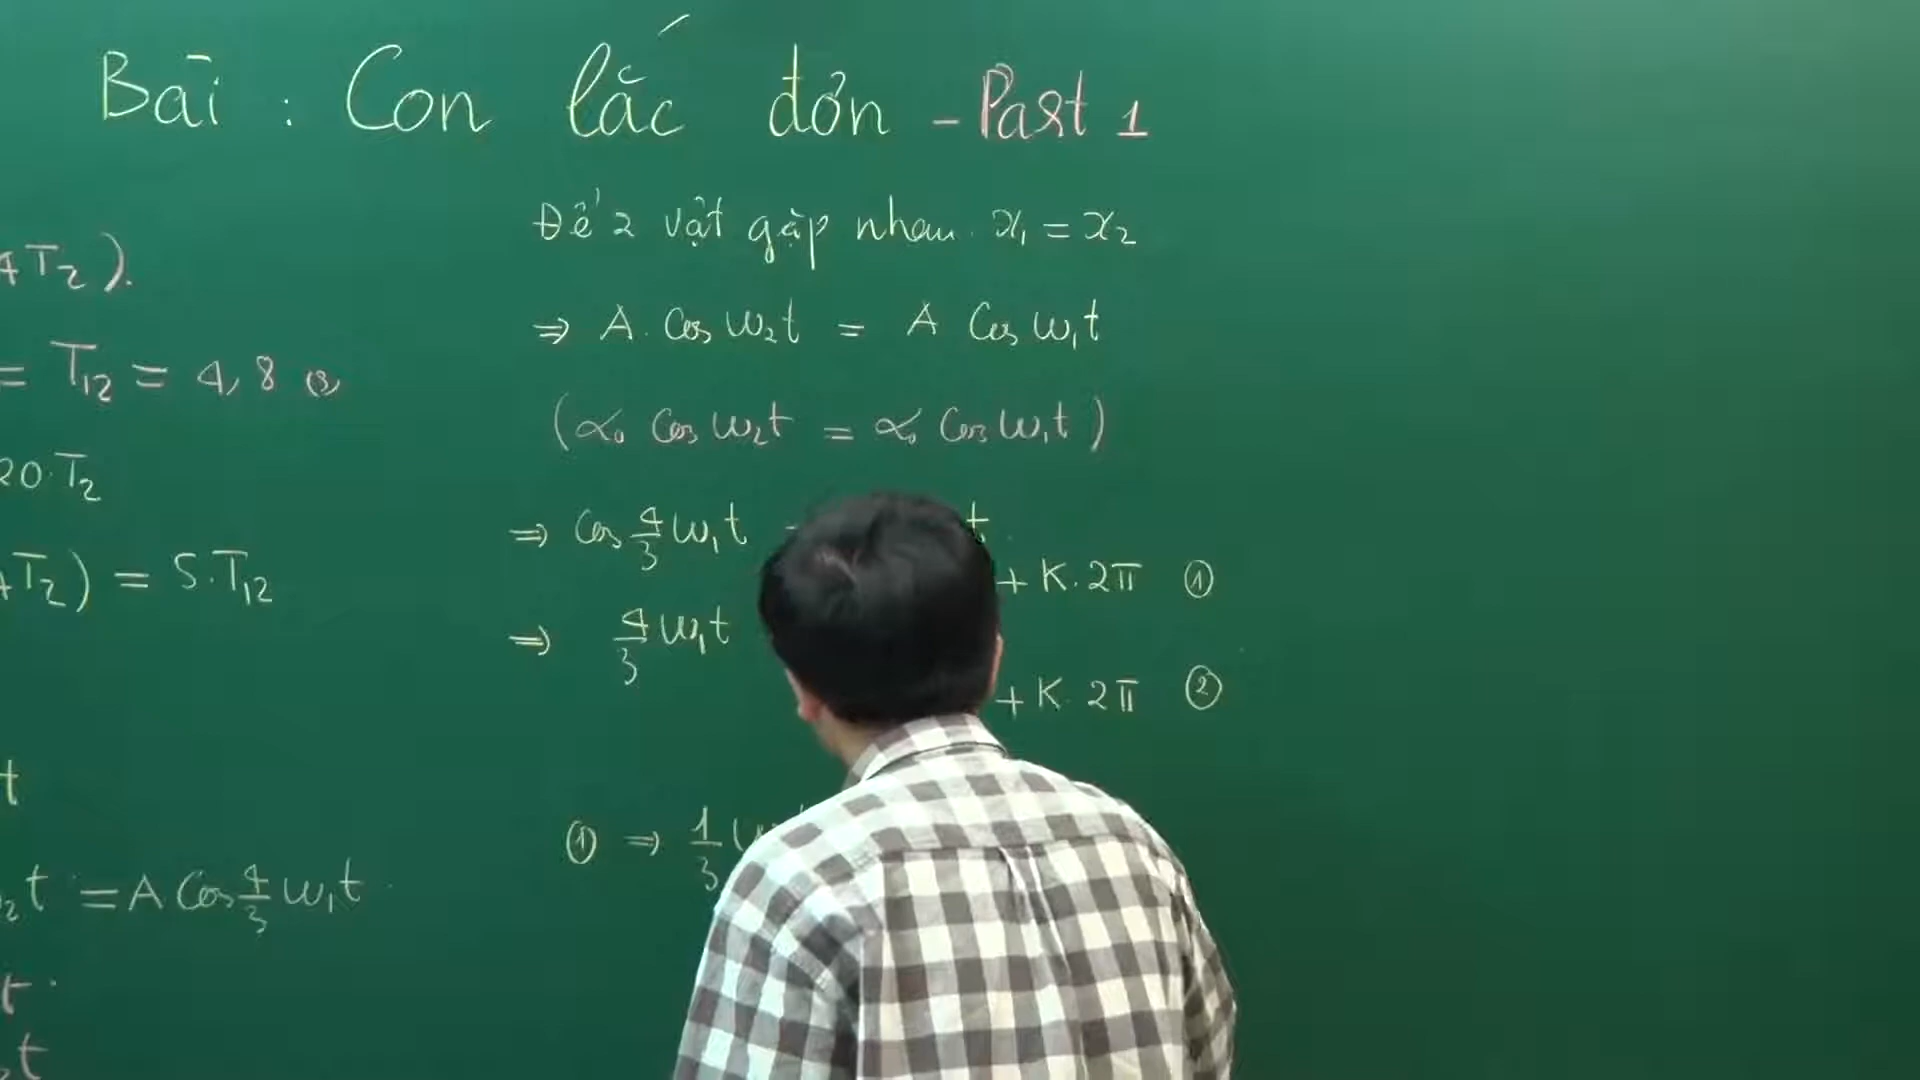 Bài : Con lắc đơn - Part 1
T₂).
= T₁₂ = 4,8 s
20.T₂
T₂) = 5.T₁₂
t
₂t = A Cos 4/3 ω₁t
t
t
Để 2 vật gặp nhau x₁ = x₂
⇒ A. Cos ω₂t = A Cos ω₁t
(α₀ Cos ω₂t = α₀ Cos ω₁t)
⇒ Cos 4/3 ω₁t t
+ K. 2π ①
⇒ 4/3 ω₁t
+ K. 2π ②
① ⇒ 1/3 ω